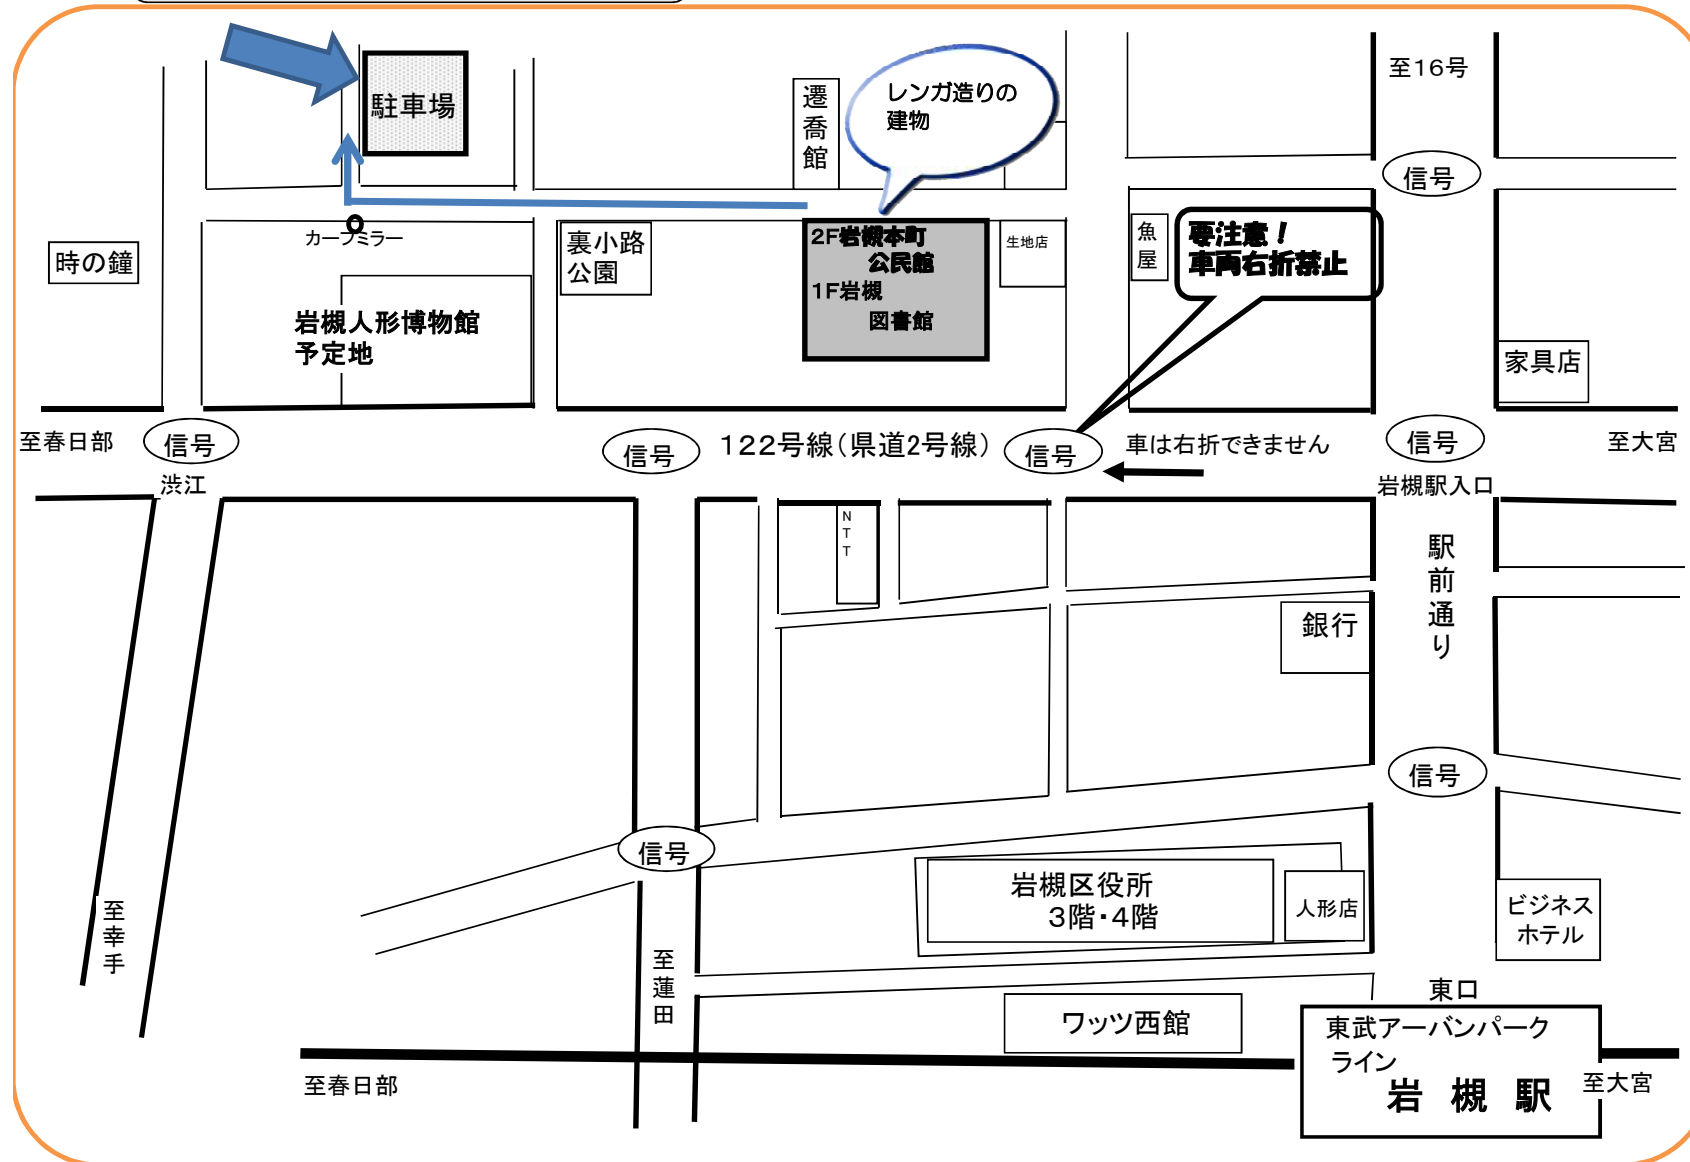 至16号
駐車場
遷喬館
レンガ造りの
建物
信号
カーブミラー
時の鐘
裏小路
公園
2F岩槻本町
公民館
1F岩槻
図書館
生地店
魚屋
要注意！
車両右折禁止
岩槻人形博物館
予定地
家具店
至春日部
信号
渋江
信号
122号線（県道2号線）
信号
車は右折できません
信号
岩槻駅入口
至大宮
NTT
駅前通り
銀行
信号
信号
岩槻区役所
3階・4階
人形店
ビジネス
ホテル
至幸手
至蓮田
東口
ワッツ西館
東武アーバンパーク
ライン
岩 槻 駅
至春日部
至大宮